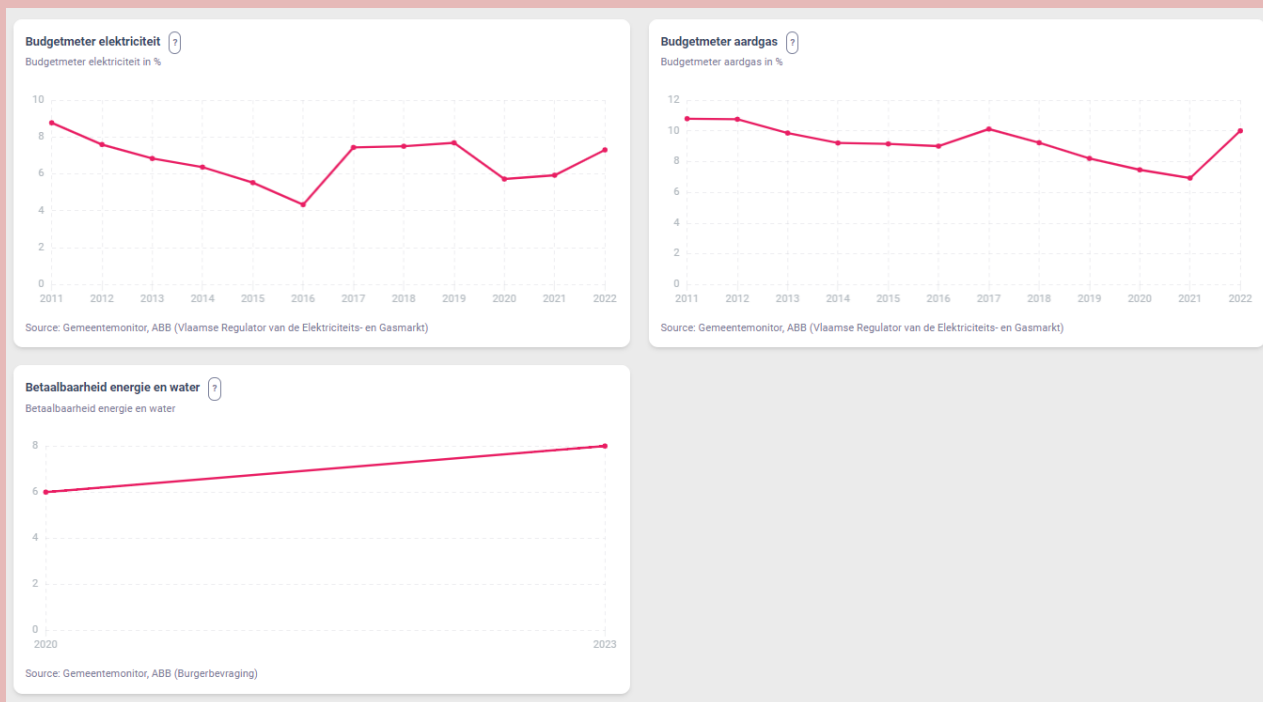 Budgetmeter elektriciteit ?
Budgetmeter elektriciteit in %
10
8
6
4
2
0
2011 2012 2013 2014 2015 2016 2017 2018 2019 2020 2021 2022
Source: Gemeentemonitor, ABB (Vlaamse Regulator van de Elektriciteits- en Gasmarkt)
Budgetmeter aardgas ?
Budgetmeter aardgas in %
12
10
8
6
4
2
0
2011 2012 2013 2014 2015 2016 2017 2018 2019 2020 2021 2022
Source: Gemeentemonitor, ABB (Vlaamse Regulator van de Elektriciteits- en Gasmarkt)
Betaalbaarheid energie en water ?
Betaalbaarheid energie en water
8
6
4
2
0
2020 2023
Source: Gemeentemonitor, ABB (Burgerbevraging)